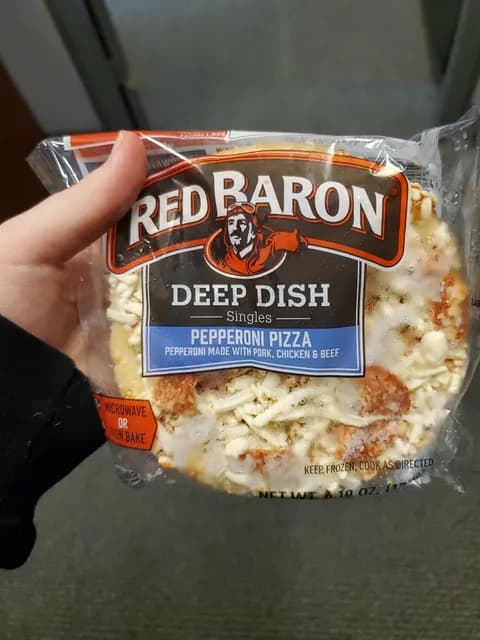 RED BARON
DEEP DISH
Singles
PEPPERONI PIZZA
PEPPERONI MADE WITH PORK, CHICKEN & BEEF
MICROWAVE
OR
OVEN BAKE
KEEP FROZEN, COOK AS DIRECTED
NET WT.